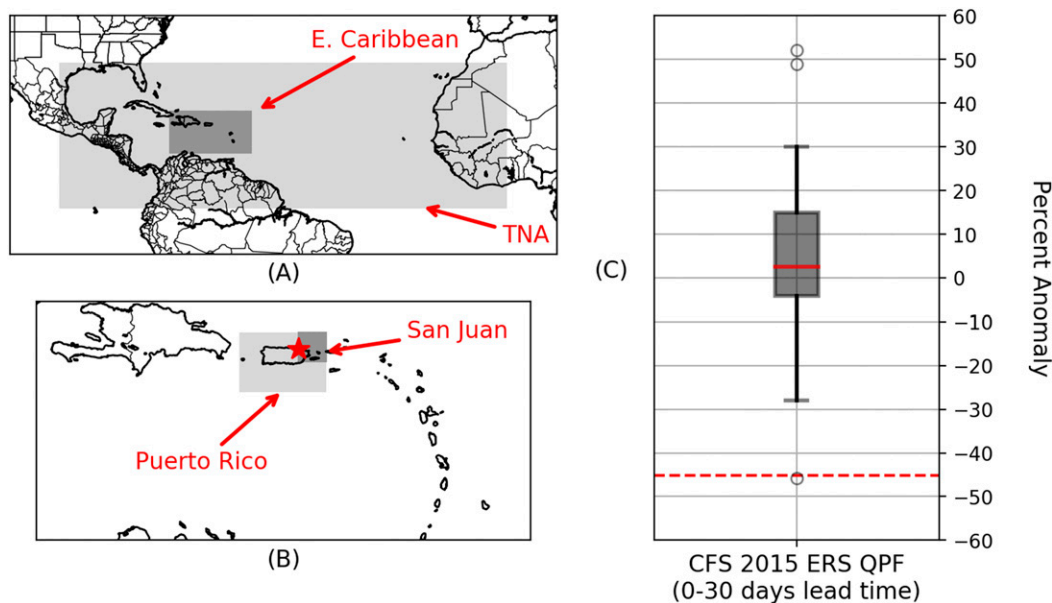 E. Caribbean
TNA
(A)
San Juan
Puerto Rico
(B)
(C)
60
50
40
30
20
10
0
−10
−20
−30
−40
−50
−60
Percent Anomaly
CFS 2015 ERS QPF
(0-30 days lead time)